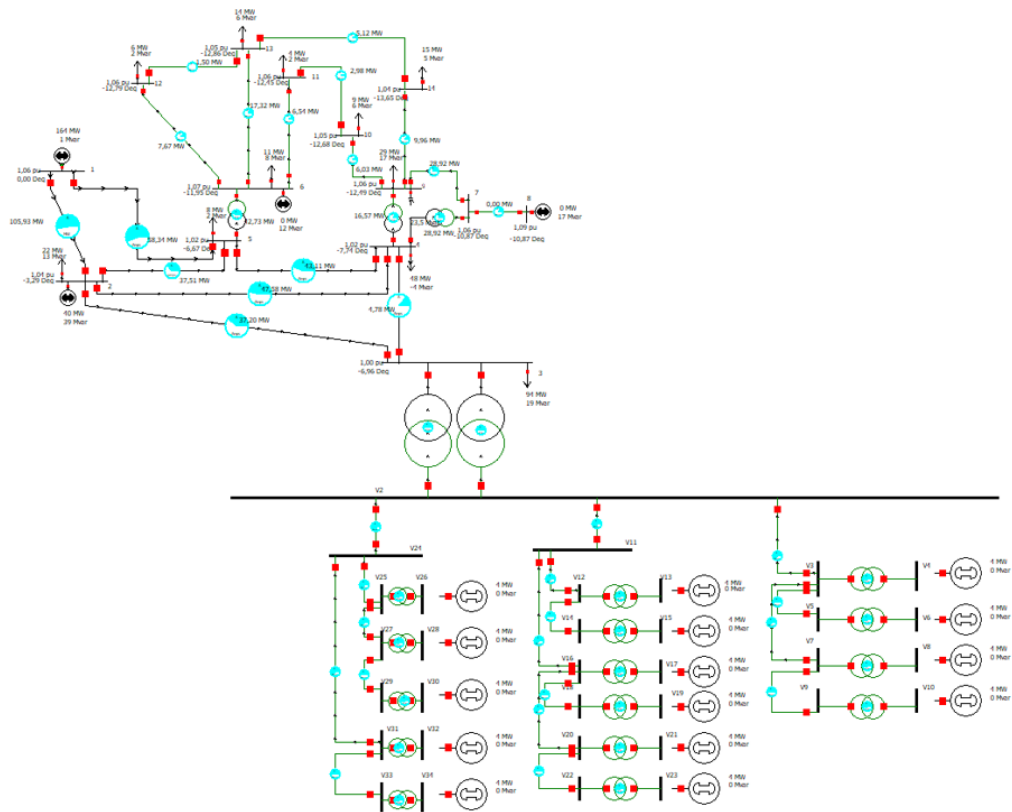 14 MW
6 Mvar
5,12 MW
1,05 pu
-12,86 Deg
13
6 MW
2 Mvar
1,50 MW
4 MW
2 Mvar
15 MW
5 Mvar
1,06 pu
-12,79 Deg
12
1,06 pu
-12,45 Deg
11
2,98 MW
1,04 pu
-13,65 Deg
14
17,32 MW
6,54 MW
9 MW
6 Mvar
164 MW
1 Mvar
1,05 pu
-12,68 Deg
10
7,67 MW
9,96 MW
11 MW
8 Mvar
29 MW
17 Mvar
6,03 MW
28,92 MW
1,06 pu
0,00 Deg
1
1,07 pu
-11,95 Deg
6
1,06 pu
-12,49 Deg
9
7
8
0,00 MW
0 MW
17 Mvar
105,93 MW
8 MW
2 Mvar
0 MW
12 Mvar
16,57 MW
28,92 MW
1,06 pu
-10,87 Deg
1,09 pu
-10,87 Deg
1,02 pu
-6,67 Deg
5
1,02 pu
-7,74 Deg
22 MW
13 Mvar
1,04 pu
-3,29 Deg
2
37,51 MW
48 MW
-4 Mvar
47,58 MW
40 MW
39 Mvar
4,78 MW
37,20 MW
1,00 pu
-6,96 Deg
3
94 MW
19 Mvar
V2
V24
V11
V25
V26
4 MW
0 Mvar
V12
V13
4 MW
0 Mvar
V3
V4
4 MW
0 Mvar
V27
V28
4 MW
0 Mvar
V14
V15
4 MW
0 Mvar
V5
V6
4 MW
0 Mvar
V29
V30
4 MW
0 Mvar
V16
V17
4 MW
0 Mvar
V7
V8
4 MW
0 Mvar
V18
V19
4 MW
0 Mvar
V9
V10
4 MW
0 Mvar
V31
V32
4 MW
0 Mvar
V20
V21
4 MW
0 Mvar
V33
V34
4 MW
0 Mvar
V22
V23
4 MW
0 Mvar